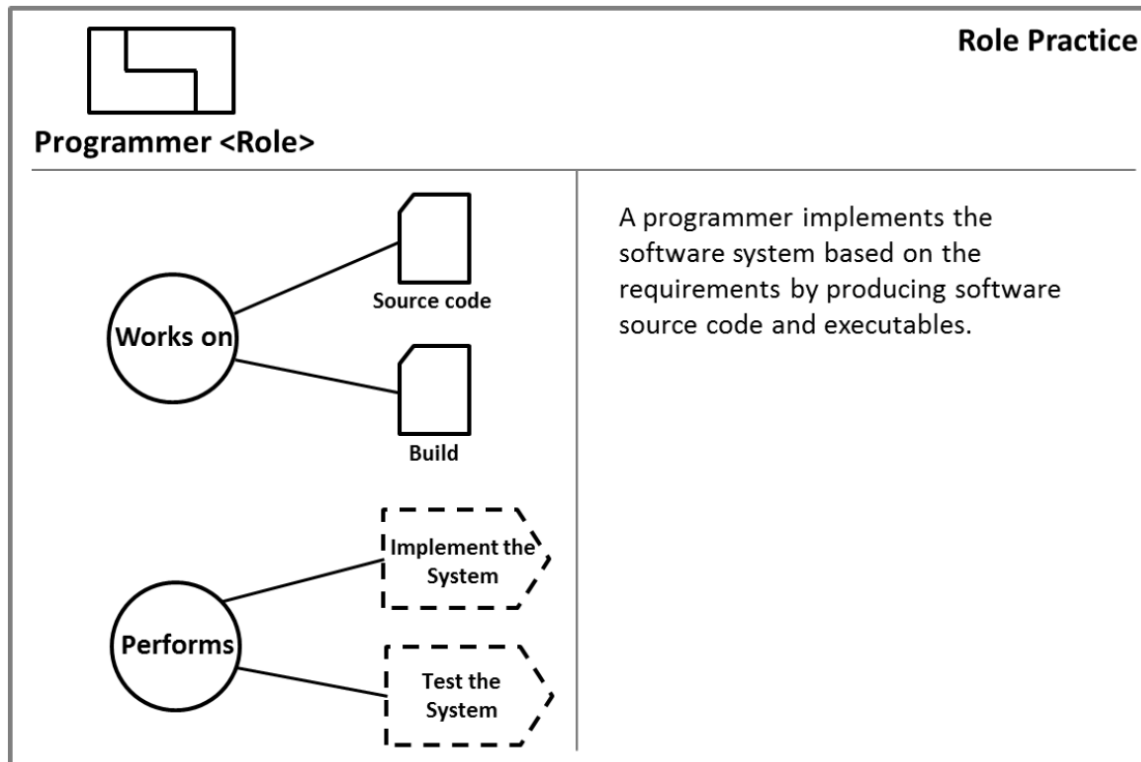 Role Practice
Programmer <Role>
Works on
Source code
Build
Performs
Implement the
System
Test the
System
A programmer implements the
software system based on the
requirements by producing software
source code and executables.